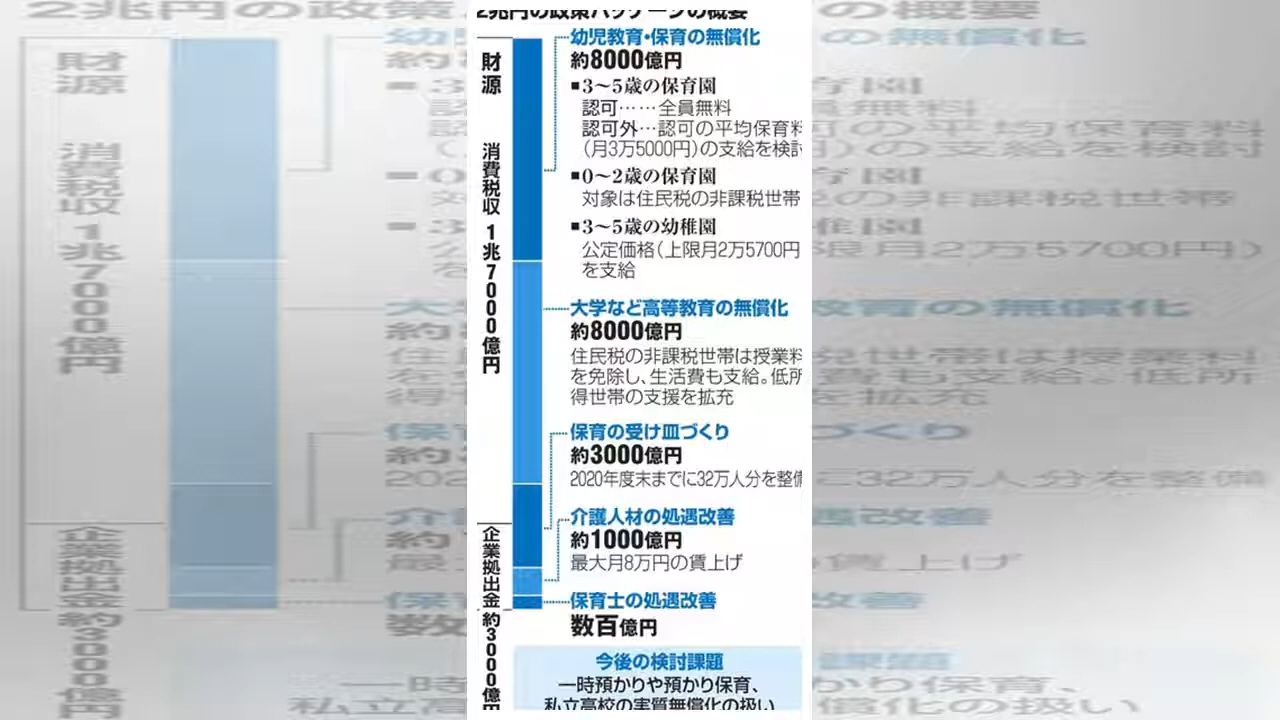 2兆円の政策パッケージの概要
財源 消費税収 1兆7000億円
企業拠出金 約3000億円
幼児教育・保育の無償化
約8000億円
■3〜5歳の保育園
認可……全員無料
認可外…認可の平均保育料
(月3万5000円)の支給を検討
■0〜2歳の保育園
対象は住民税の非課税世帯
■3〜5歳の幼稚園
公定価格(上限月2万5700円
を支給
大学など高等教育の無償化
約8000億円
住民税の非課税世帯は授業料
を免除し、生活費も支給。低所
得世帯の支援を拡充
保育の受け皿づくり
約3000億円
2020年度末までに32万人分を整備
介護人材の処遇改善
約1000億円
最大月8万円の賃上げ
保育士の処遇改善
数百億円
今後の検討課題
一時預かりや預かり保育、
私立高校の実質無償化の扱い